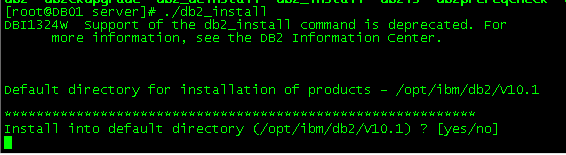 [root@DB01 server]# ./db2_install
DBI1324W  Support of the db2_install command is deprecated. For
      more information, see the DB2 Information Center.
Default directory for installation of products - /opt/ibm/db2/V10.1
***********************************************************
Install into default directory (/opt/ibm/db2/V10.1) ? [yes/no]